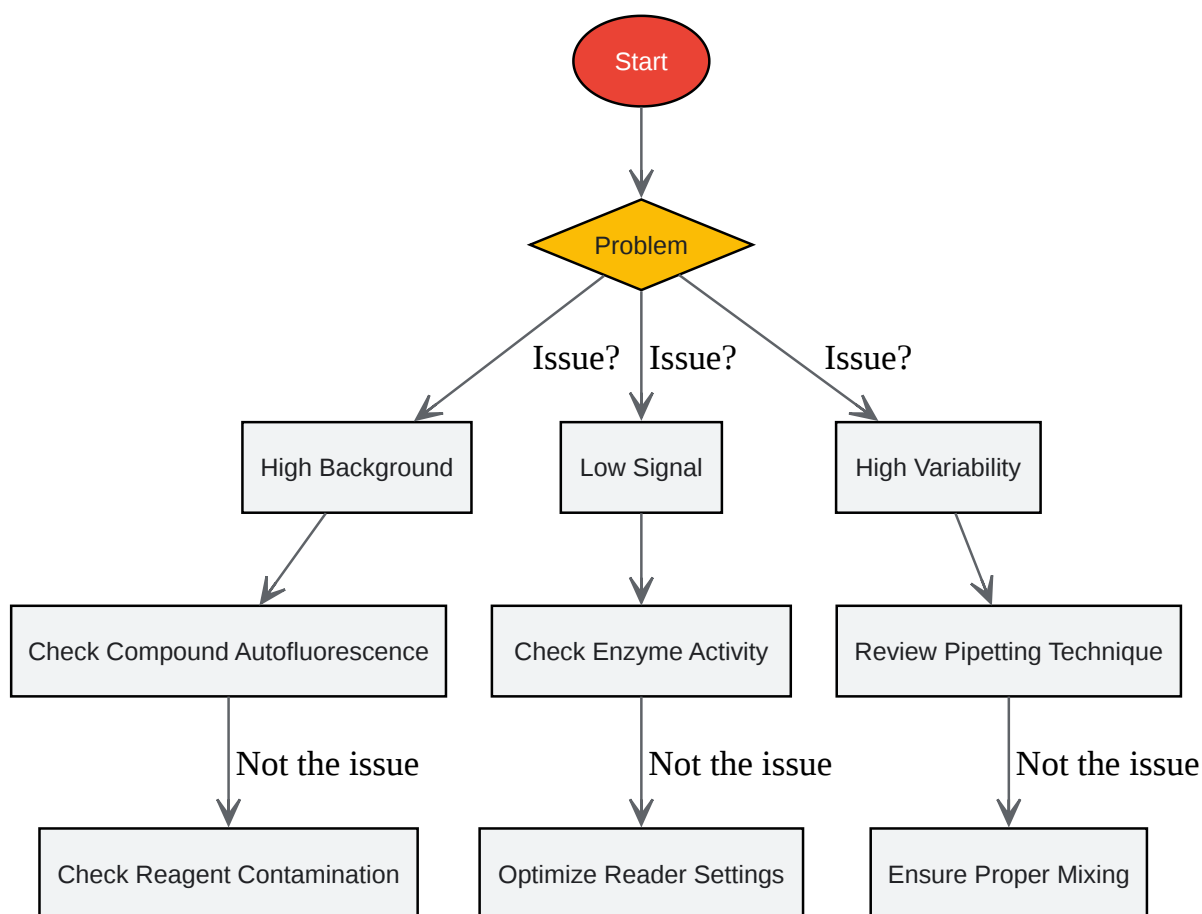 Start
Problem
Issue? Issue? Issue?
High Background Low Signal High Variability
Check Compound Autofluorescence Check Enzyme Activity Review Pipetting Technique
Not the issue Not the issue Not the issue
Check Reagent Contamination Optimize Reader Settings Ensure Proper Mixing